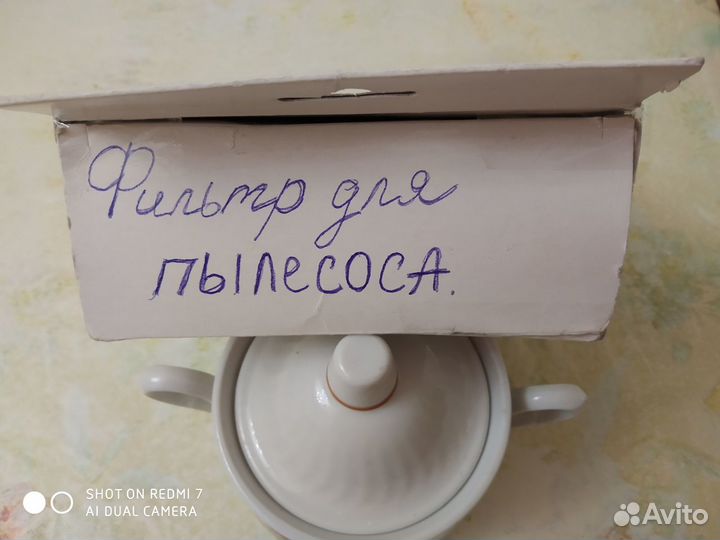 Фильтр для
пылесоса.
SHOT ON REDMI 7
AI DUAL CAMERA
Avito